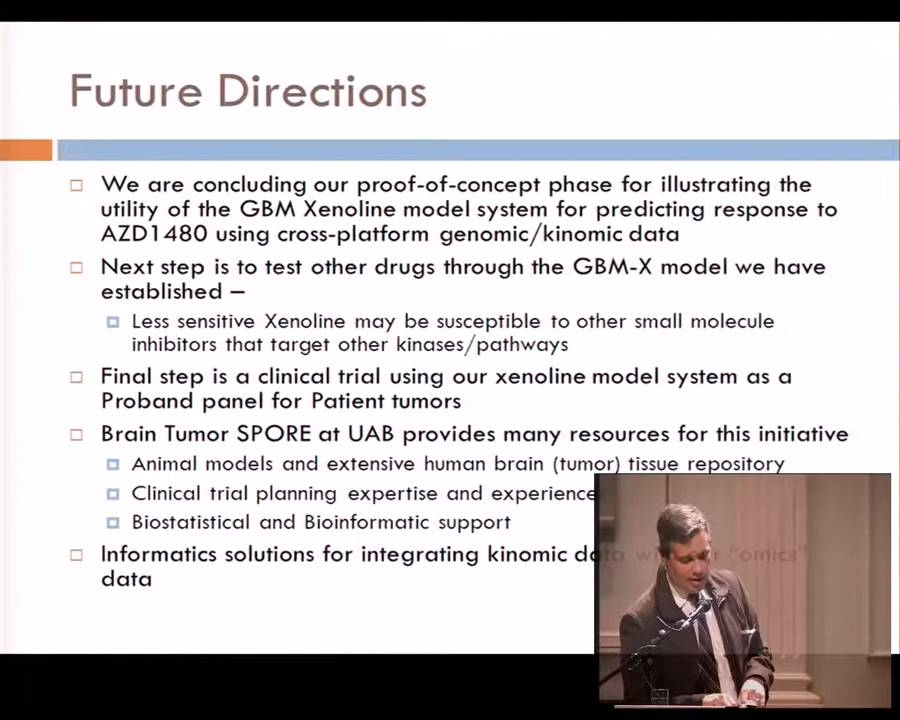 Future Directions
We are concluding our proof-of-concept phase for illustrating the
utility of the GBM Xenoline model system for predicting response to
AZD1480 using cross-platform genomic/kinomic data
Next step is to test other drugs through the GBM-X model we have
established –
Less sensitive Xenoline may be susceptible to other small molecule
inhibitors that target other kinases/pathways
Final step is a clinical trial using our xenoline model system as a
Proband panel for Patient tumors
Brain Tumor SPORE at UAB provides many resources for this initiative
Animal models and extensive human brain (tumor) tissue repository
Clinical trial planning expertise and experience
Biostatistical and Bioinformatic support
Informatics solutions for integrating kinomic data "omics"
data